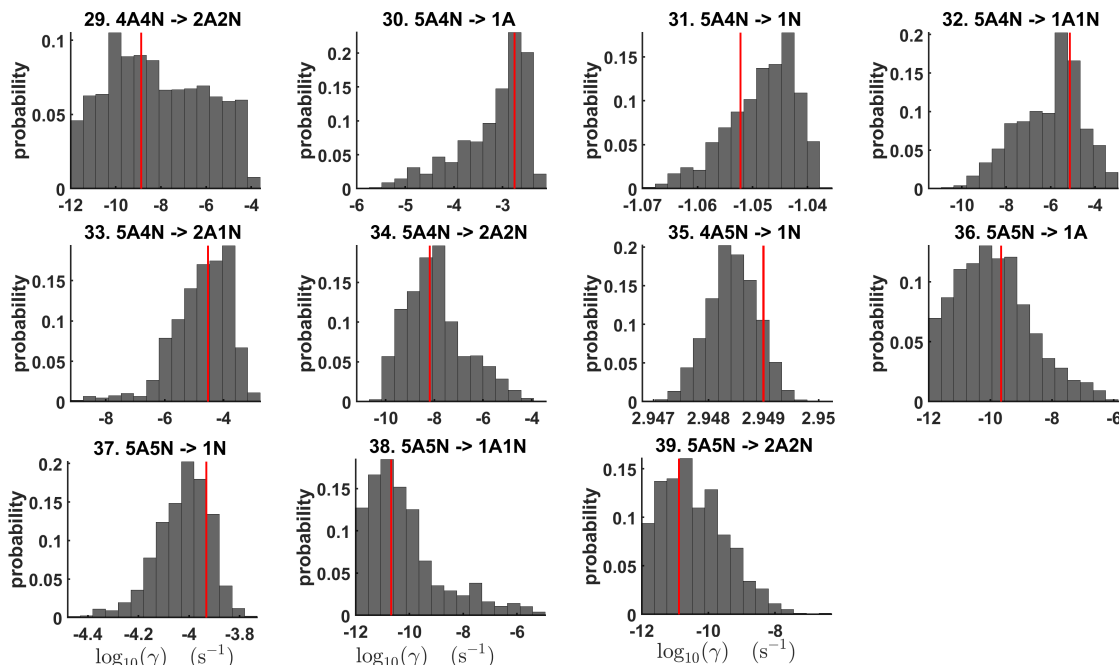 29. 4A4N -> 2A2N
probability
0.1
0.05
0
-12 -10 -8 -6 -4
30. 5A4N -> 1A
probability
0.2
0.15
0.1
0.05
0
-6 -5 -4 -3
31. 5A4N -> 1N
probability
0.15
0.1
0.05
0
-1.07 -1.06 -1.05 -1.04
32. 5A4N -> 1A1N
probability
0.2
0.15
0.1
0.05
0
-10 -8 -6 -4
33. 5A4N -> 2A1N
probability
0.15
0.1
0.05
0
-8 -6 -4
34. 5A4N -> 2A2N
probability
0.15
0.1
0.05
0
-10 -8 -6 -4
35. 4A5N -> 1N
probability
0.2
0.15
0.1
0.05
0
2.947 2.948 2.949 2.95
36. 5A5N -> 1A
probability
0.1
0.05
0
-12 -10 -8 -6
37. 5A5N -> 1N
probability
0.2
0.15
0.1
0.05
0
-4.4 -4.2 -4 -3.8
log10(γ) (s⁻¹)
38. 5A5N -> 1A1N
probability
0.15
0.1
0.05
0
-12 -10 -8 -6
log10(γ) (s⁻¹)
39. 5A5N -> 2A2N
probability
0.15
0.1
0.05
0
-12 -10 -8
log10(γ) (s⁻¹)